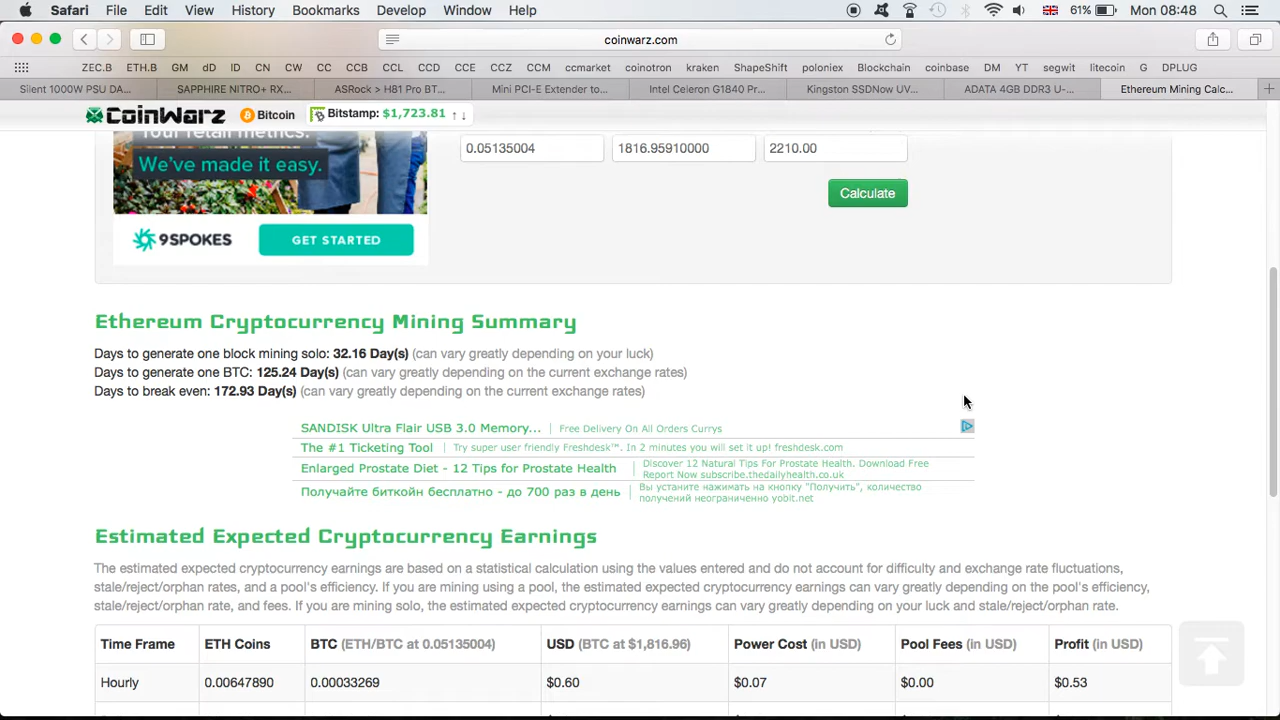 Safari File Edit View History Bookmarks Develop Window Help 61% Mon 08:48
coinwarz.com
ZEC.B ETH.B GM dD ID CN CW CC CCB CCL CCD CCE CCZ CCM ccmarket coinotron kraken ShapeShift poloniex Blockchain coinbase DM YT segwit litecoin G DPLUG
Silent 1000W PSU DA... SAPPHIRE NITRO+ RX... ASRock > H81 Pro BT... Mini PCI-E Extender to... Intel Celeron G1840 Pr... Kingston SSDNow UV... ADATA 4GB DDR3 U-... Ethereum Mining Calc...
CoinWarz Bitcoin Bitstamp: $1,723.81 ↑ ↓
Your retail metrics.
We've made it easy.
0.05135004 1816.95910000 2210.00
Calculate
9SPOKES GET STARTED
Ethereum Cryptocurrency Mining Summary
Days to generate one block mining solo: 32.16 Day(s) (can vary greatly depending on your luck)
Days to generate one BTC: 125.24 Day(s) (can vary greatly depending on the current exchange rates)
Days to break even: 172.93 Day(s) (can vary greatly depending on the current exchange rates)
SANDISK Ultra Flair USB 3.0 Memory... Free Delivery On All Orders Currys
The #1 Ticketing Tool Try super user friendly Freshdesk™. In 2 minutes you will set it up! freshdesk.com
Enlarged Prostate Diet - 12 Tips for Prostate Health Discover 12 Natural Tips For Prostate Health. Download Free
Report Now subscribe.thedailyhealth.co.uk
Получайте биткойн бесплатно - до 700 раз в день Вы устаните нажимать на кнопку "Получить", количество
получений неограниченно yobit.net
Estimated Expected Cryptocurrency Earnings
The estimated expected cryptocurrency earnings are based on a statistical calculation using the values entered and do not account for difficulty and exchange rate fluctuations,
stale/reject/orphan rates, and a pool's efficiency. If you are mining using a pool, the estimated expected cryptocurrency earnings can vary greatly depending on the pool's efficiency,
stale/reject/orphan rate, and fees. If you are mining solo, the estimated expected cryptocurrency earnings can vary greatly depending on your luck and stale/reject/orphan rate.
Time Frame ETH Coins BTC (ETH/BTC at 0.05135004) USD (BTC at $1,816.96) Power Cost (in USD) Pool Fees (in USD) Profit (in USD)
Hourly 0.00647890 0.00033269 $0.60 $0.07 $0.00 $0.53